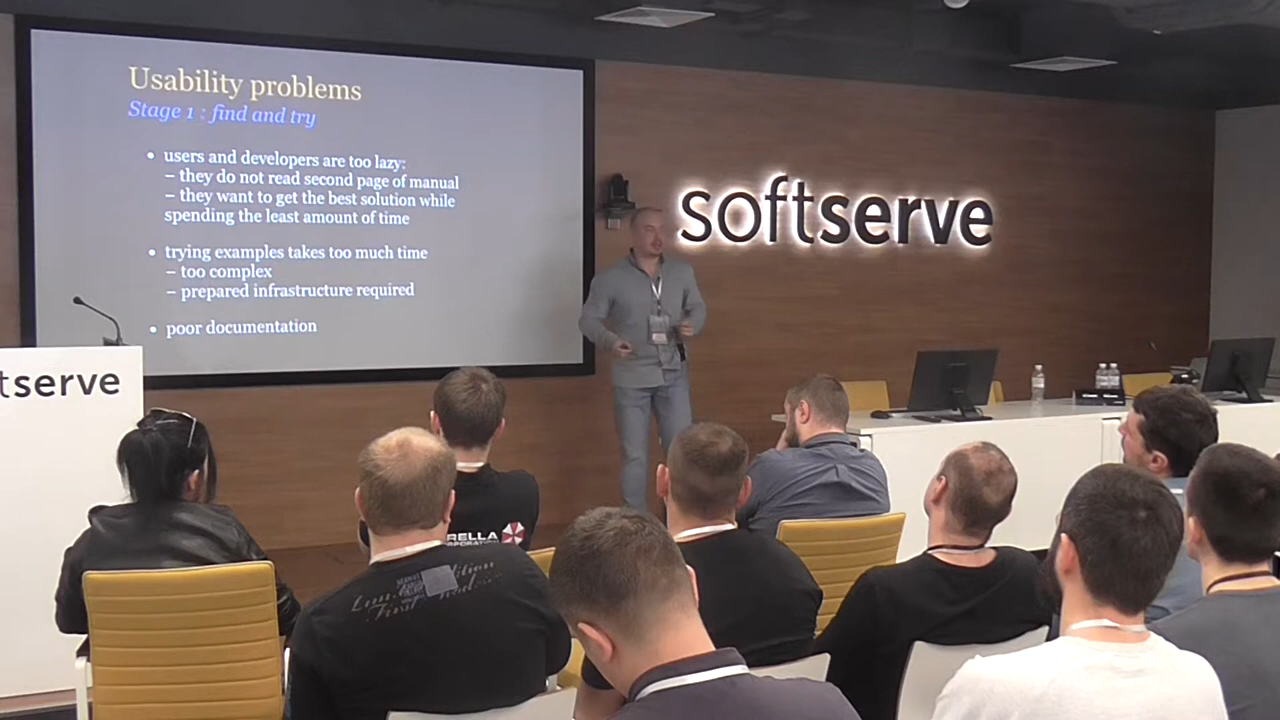 Usability problems
Stage 1 : find and try
• users and developers are too lazy:
– they do not read second page of manual
– they want to get the best solution while
spending the least amount of time
• trying examples takes too much time
– too complex
– prepared infrastructure required
• poor documentation
softserve
tserve
RELLA